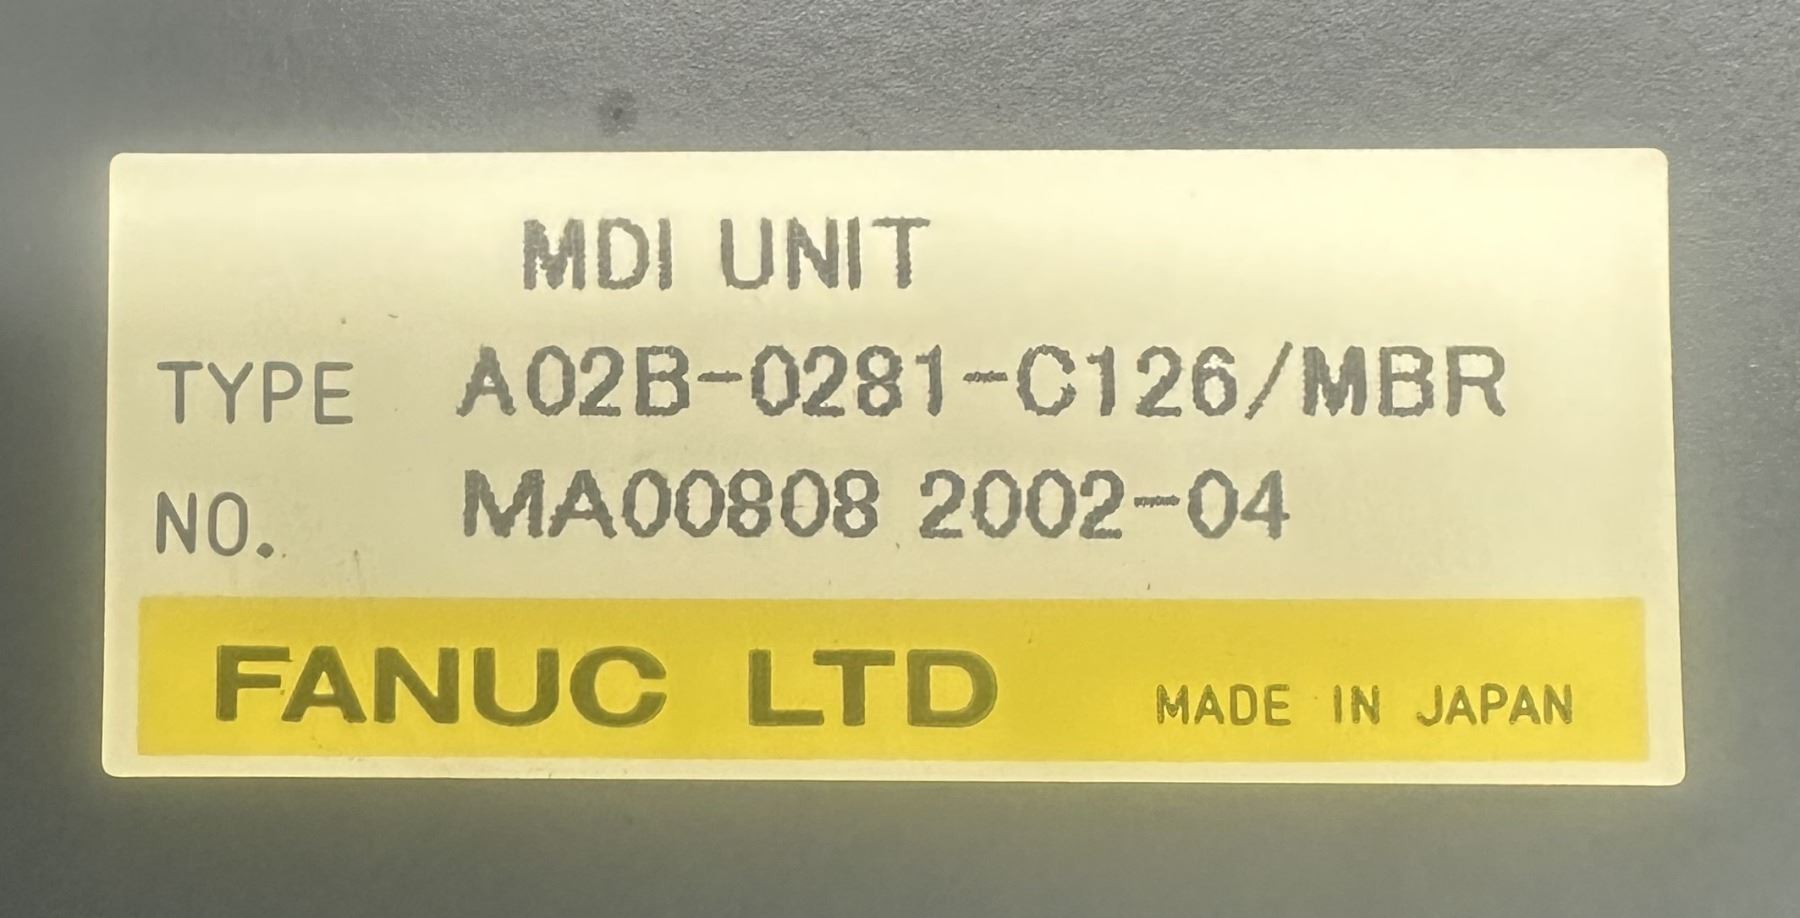 MDI UNIT
TYPE A02B-0281-C126/MBR
NO. MA00808 2002-04
FANUC LTD MADE IN JAPAN